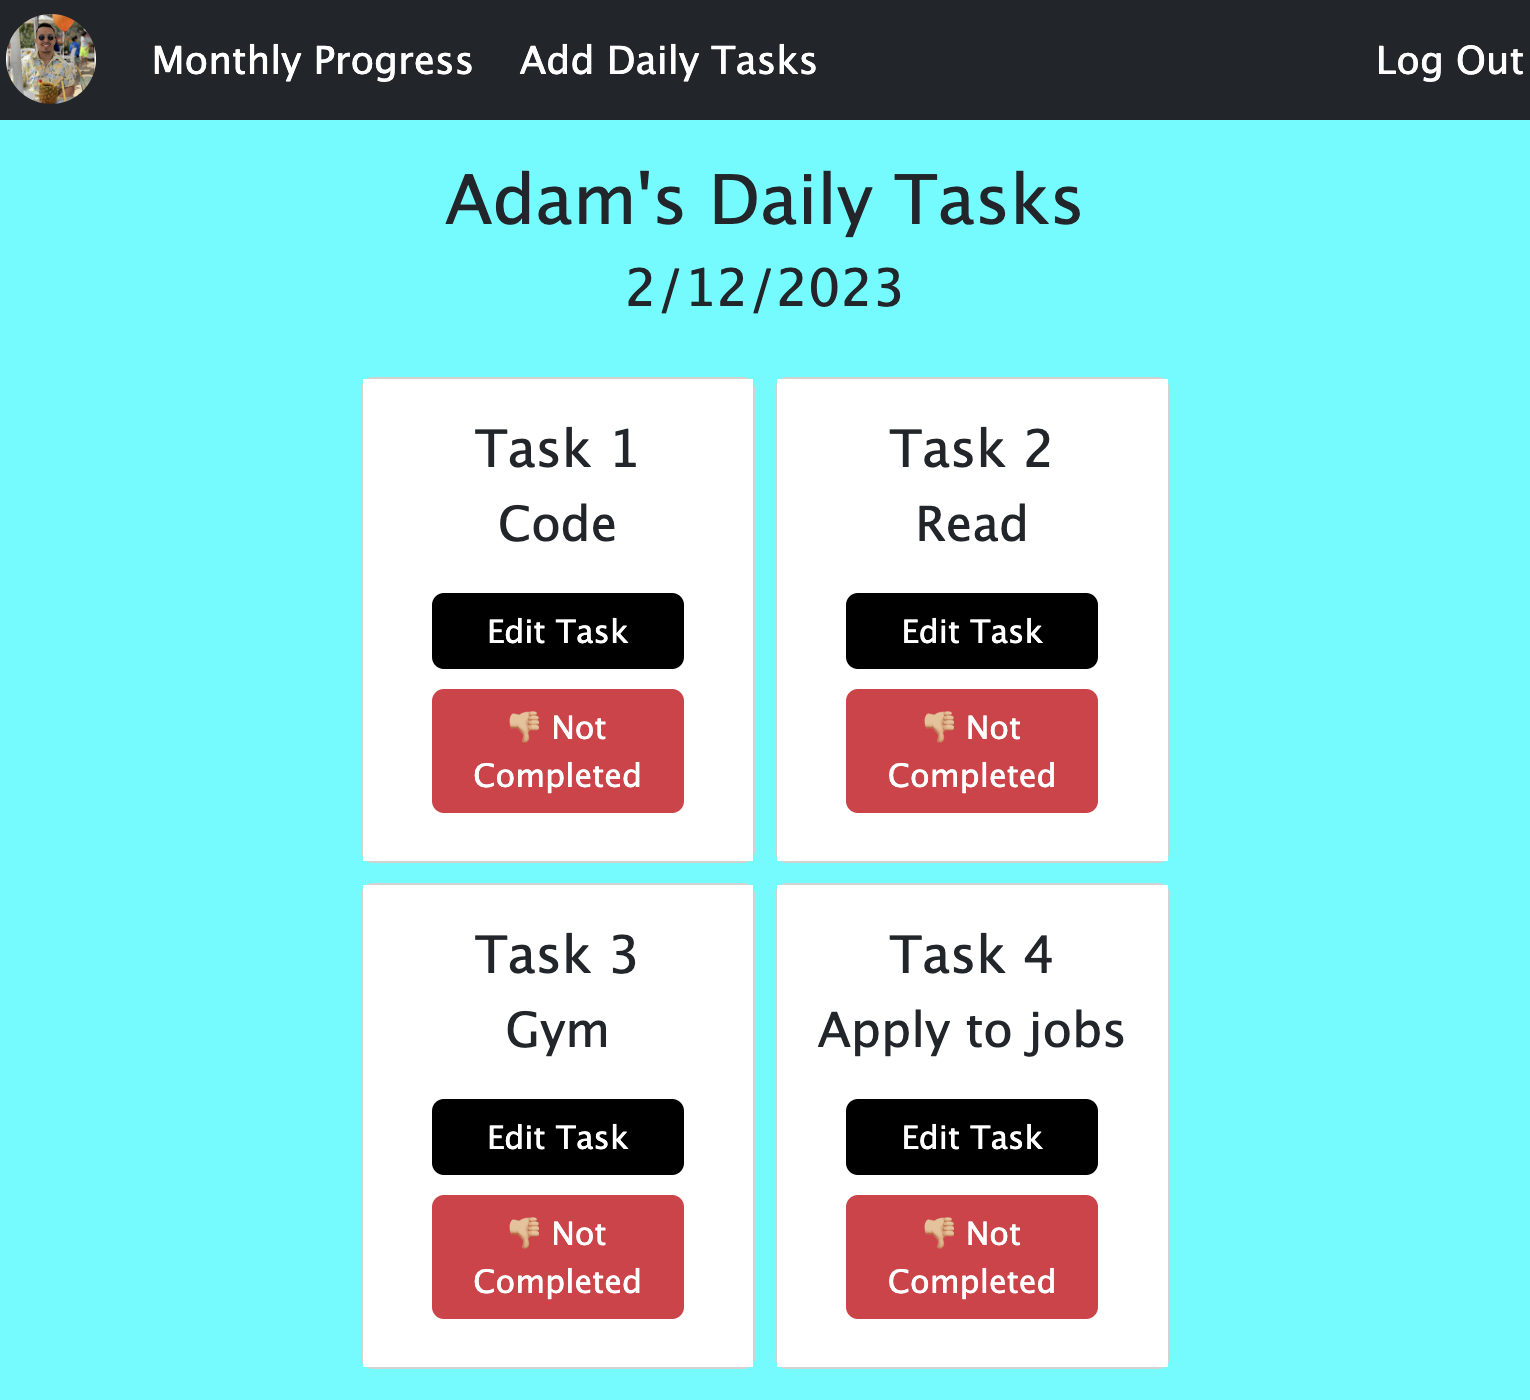 Monthly Progress Add Daily Tasks Log Out
Adam's Daily Tasks
2/12/2023
Task 1
Code
Edit Task
👎🏼 Not
Completed
Task 2
Read
Edit Task
👎🏼 Not
Completed
Task 3
Gym
Edit Task
👎🏼 Not
Completed
Task 4
Apply to jobs
Edit Task
👎🏼 Not
Completed